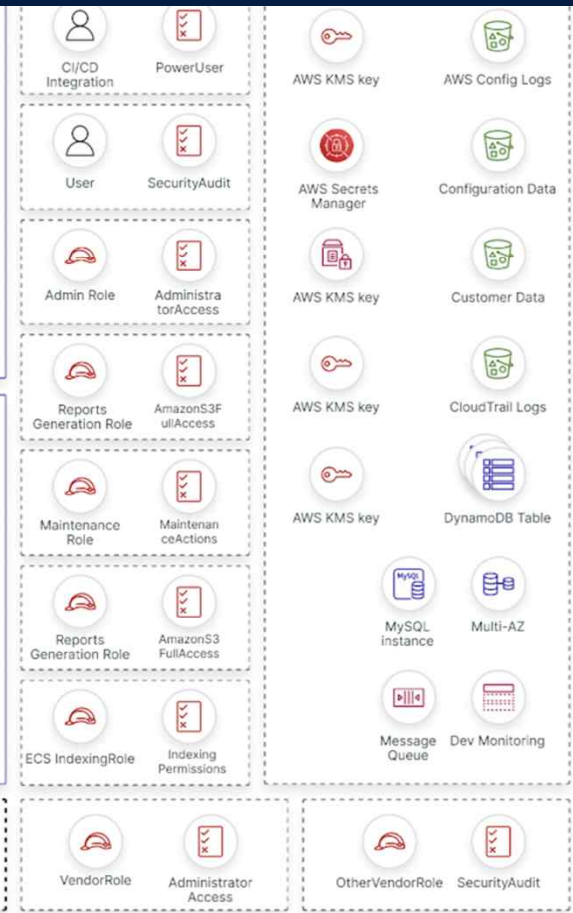 CI/CD
Integration
PowerUser
User
SecurityAudit
Admin Role
Administra
torAccess
Reports
Generation Role
AmazonS3F
ullAccess
Maintenance
Role
Maintenan
ceActions
Reports
Generation Role
AmazonS3
FullAccess
ECS IndexingRole
Indexing
Permissions
AWS KMS key
AWS Config Logs
AWS Secrets
Manager
Configuration Data
AWS KMS key
Customer Data
AWS KMS key
CloudTrail Logs
AWS KMS key
DynamoDB Table
MySQL
MySQL
instance
Multi-AZ
Message
Queue
Dev Monitoring
VendorRole
Administrator
Access
OtherVendorRole
SecurityAudit